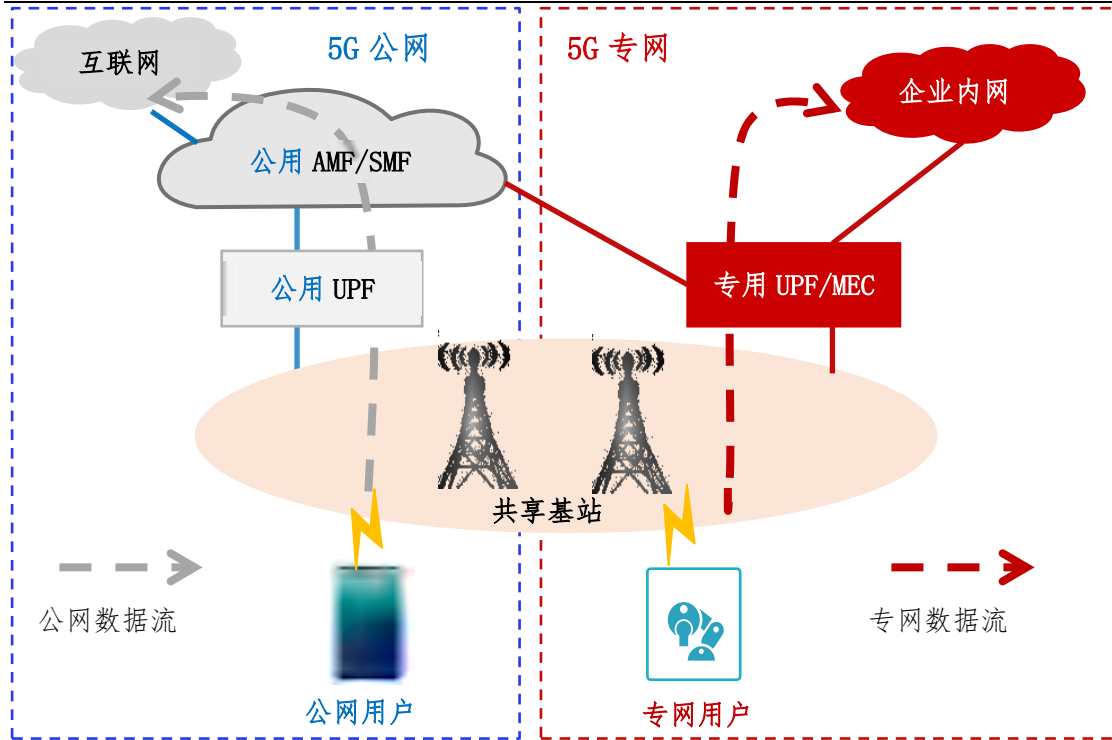 5G 公网
5G 专网
互联网
企业内网
公用 AMF/SMF
公用 UPF
专用 UPF/MEC
共享基站
公网数据流
专网数据流
公网用户
专网用户